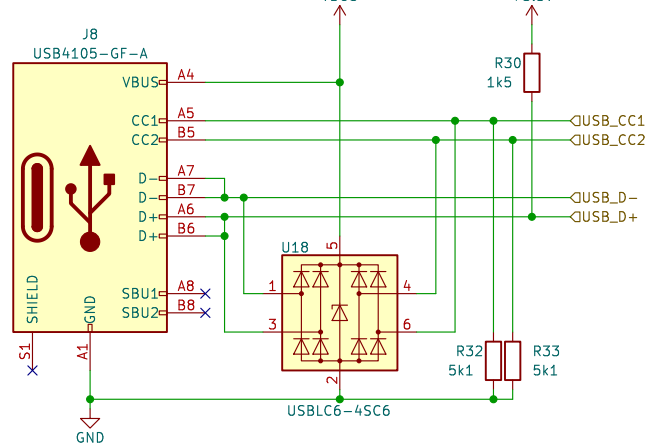 J8
USB4105-GF-A
R30
1k5
VBUS
A4
CC1
A5
USB_CC1
CC2
B5
USB_CC2
D-
A7
D-
B7
USB_D-
D+
A6
USB_D+
D+
B6
U18
5
SBU1
A8
1
4
SBU2
B8
3
6
SHIELD
GND
S1
A1
2
R32
5k1
R33
5k1
USBLC6-4SC6
GND